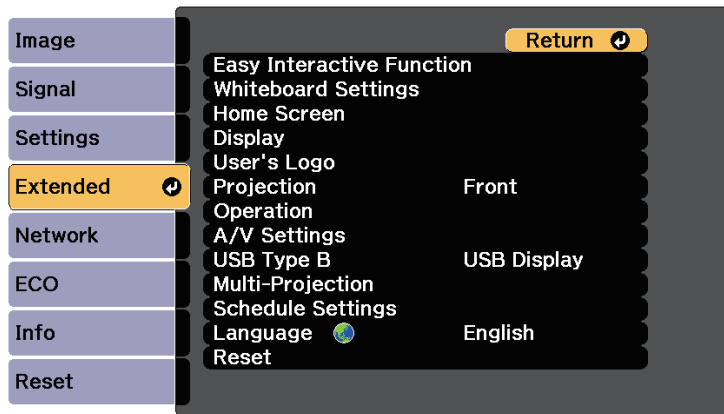 Image
Signal
Settings
Extended
Network
ECO
Info
Reset
Return
Easy Interactive Function
Whiteboard Settings
Home Screen
Display
User's Logo
Projection Front
Operation
A/V Settings
USB Type B USB Display
Multi-Projection
Schedule Settings
Language English
Reset